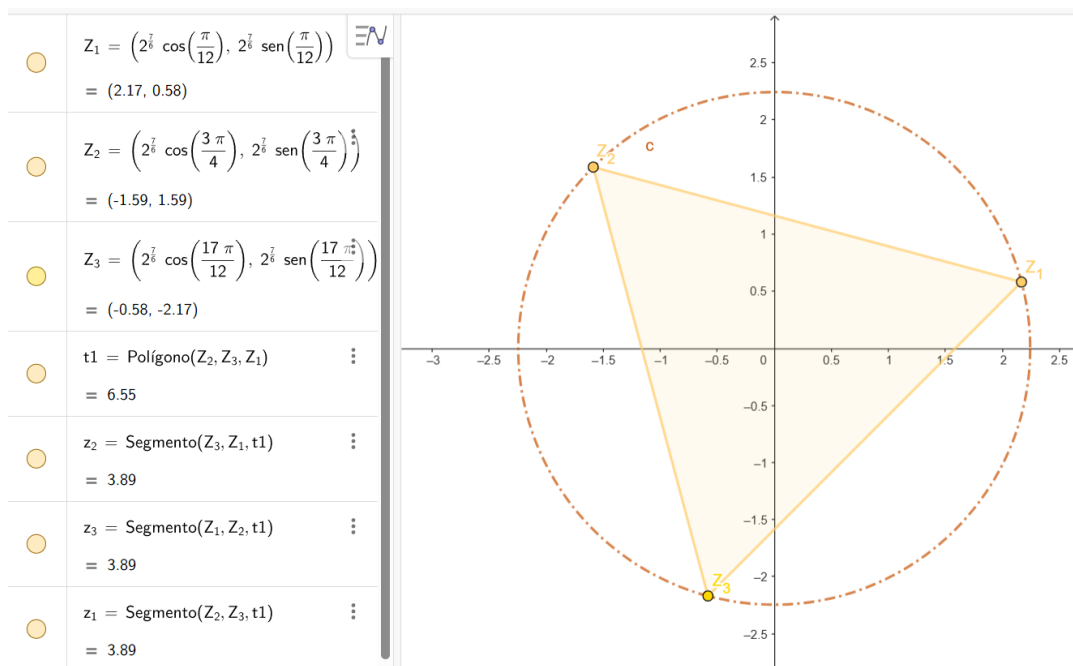 Z₁ = (2^(7/6) cos(π/12), 2^(7/6) sen(π/12))
= (2.17, 0.58)
Z₂ = (2^(7/6) cos(3 π/4), 2^(7/6) sen(3 π/4))
= (-1.59, 1.59)
Z₃ = (2^(7/6) cos(17 π/12), 2^(7/6) sen(17 π/12))
= (-0.58, -2.17)
t1 = Polígono(Z₂, Z₃, Z₁)
= 6.55
z₂ = Segmento(Z₃, Z₁, t1)
= 3.89
z₃ = Segmento(Z₁, Z₂, t1)
= 3.89
z₁ = Segmento(Z₂, Z₃, t1)
= 3.89
2.5
2
c
Z₂
1.5
1
Z₁
0.5
−3 −2.5 −2 −1.5 −1 −0.5 0 0.5 1 1.5 2 2.5
−0.5
−1
−1.5
Z₃
−2
−2.5